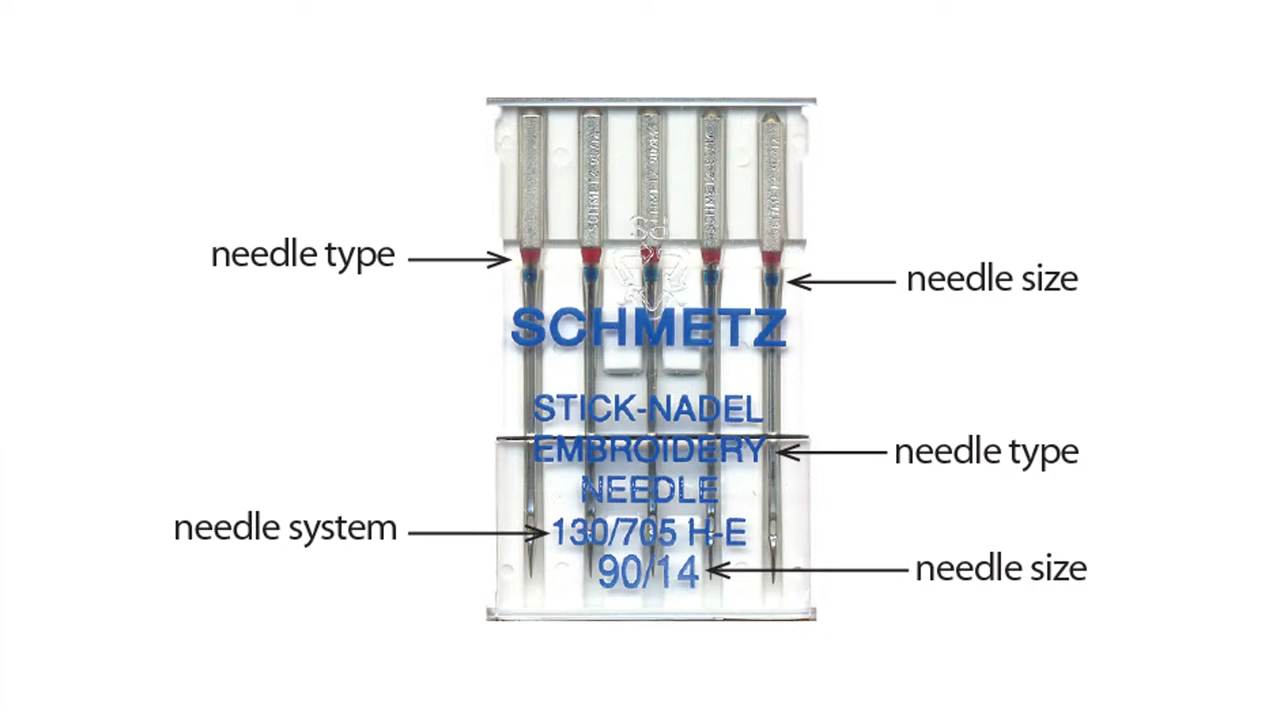 needle type
needle size
SCHMETZ
STICK-NADEL
EMBROIDERY
needle type
NEEDLE
needle system
130/705 H-E
90/14
needle size